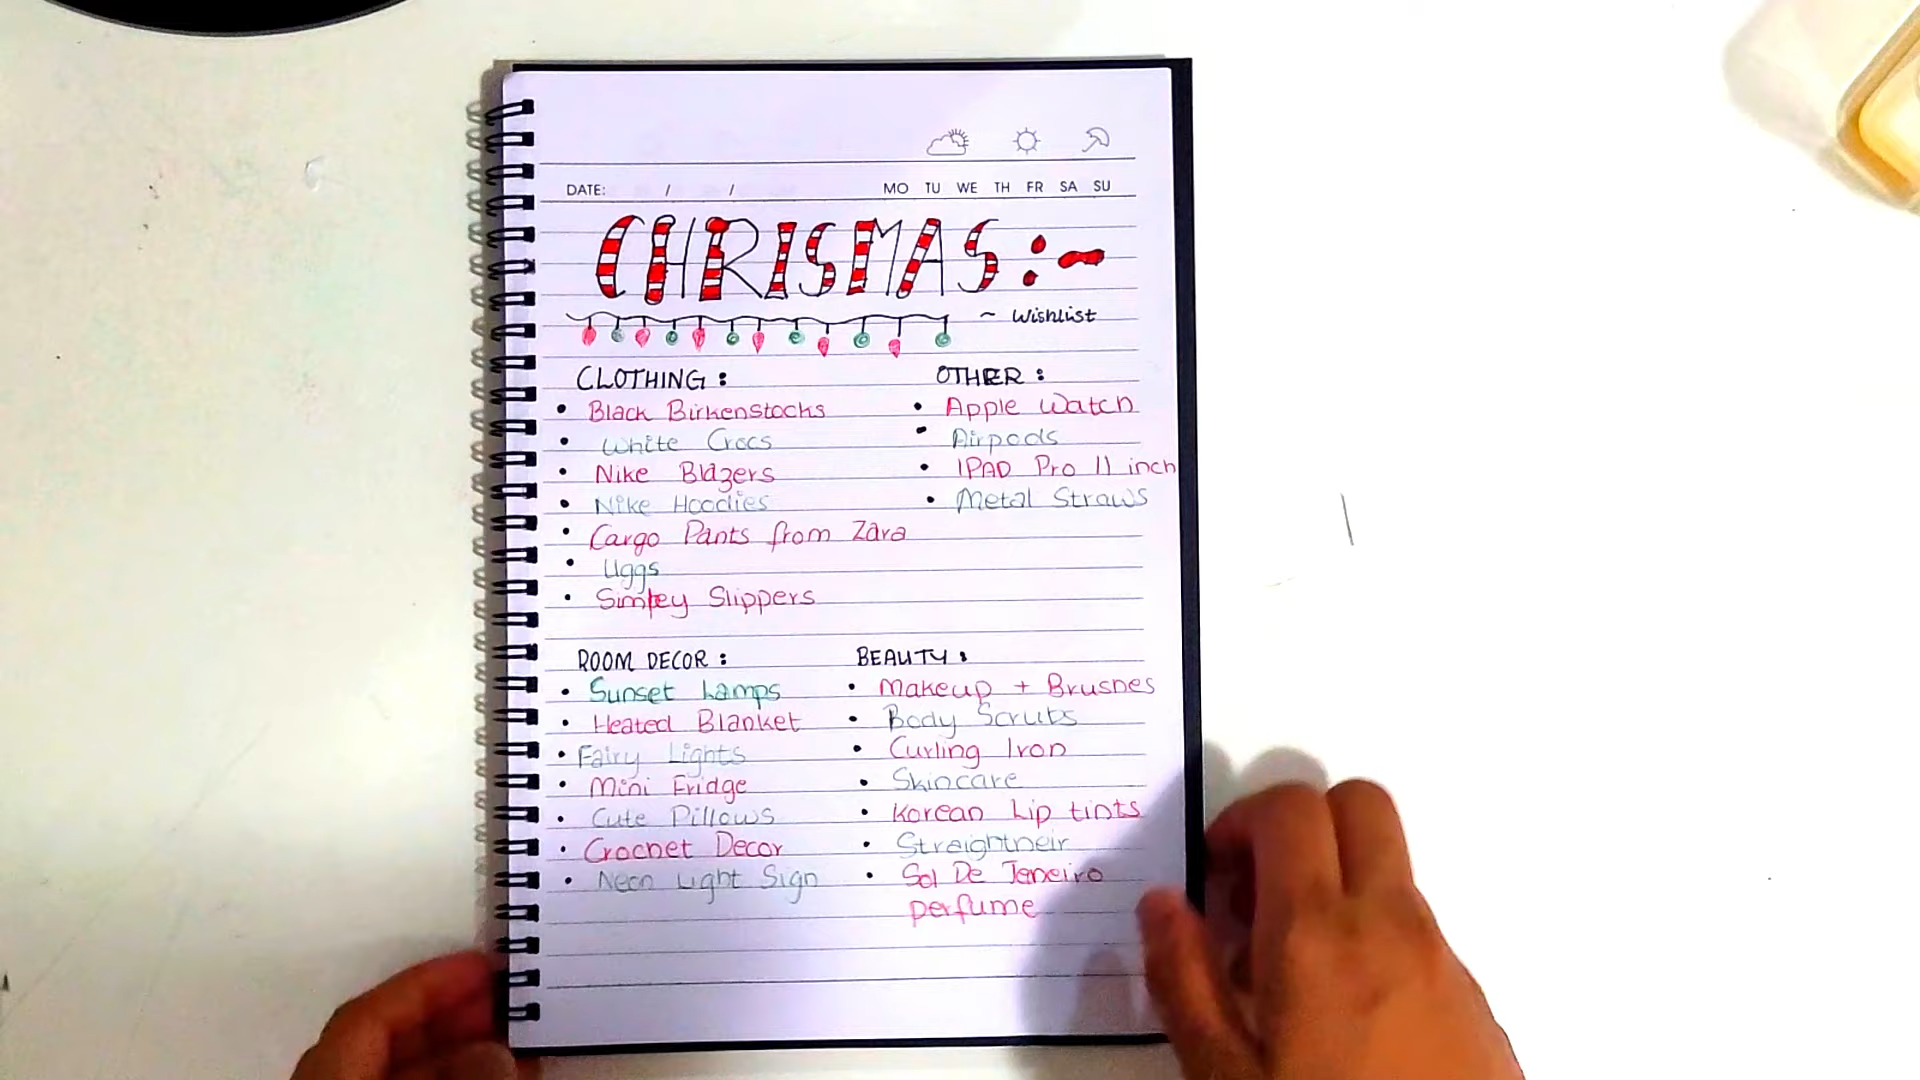 DATE: / / MO TU WE TH FR SA SU
CHRISMAS :-
~ Wishlist
CLOTHING :
• Black Birkenstocks
• White Crocs
• Nike Blazers
• Nike Hoodies
• Cargo Pants from Zara
• Uggs
• Slippers
OTHER :
• Apple Watch
• Airpods
• IPAD Pro 11 inch
• Metal Straws
ROOM DECOR :
• Sunset Lamps
• Heated Blanket
• Fairy Lights
• Mini Fridge
• Cute Pillows
• Crochet Decor
• Neon Light Sign
BEAUTY :
• Makeup + Brushes
• Body Scrubs
• Curling Iron
• Skincare
• Korean Lip tints
• Straightneir
• Sol De Janeiro
perfume